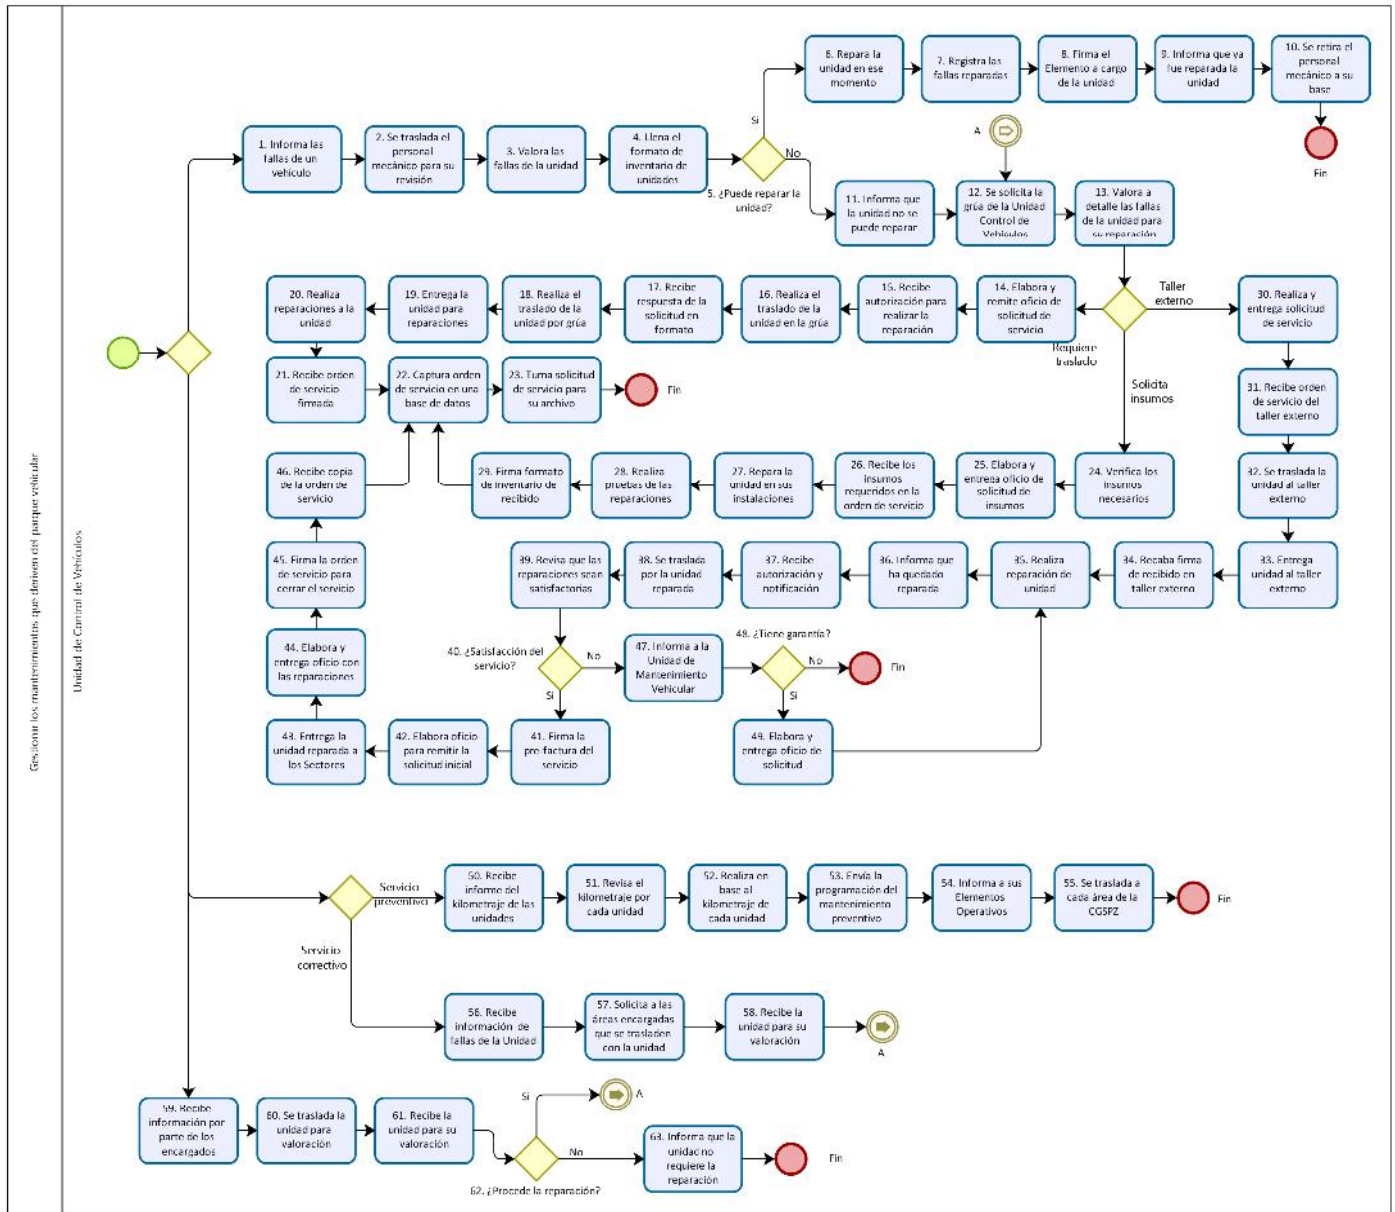 Gestionar los mantenimientos que deriven del parque vehicular
Unidad de Control de Vehículos
1. Informa las
fallas de un
vehículo
2. Se traslada el
personal
mecánico para su
revisión
3. Valora las
fallas de la unidad
4. Llena el
formato de
inventario de
unidades
5. ¿Puede reparar la
unidad?
Si
No
6. Repara la
unidad en ese
momento
7. Registra las
fallas reparadas
8. Firma el
Elemento a cargo
de la unidad
9. Informa que ya
fue reparada la
unidad
10. Se retira el
personal
mecánico a su
base
Fin
A
11. Informa que
la unidad no se
puede reparar
12. Se solicita la
grúa de la Unidad
Control de
Vehículos
13. Valora a
detalle las fallas
de la unidad para
su reparación
Taller
externo
Requiere
traslado
Solicita
insumos
14. Elabora y
remite oficio de
solicitud de
servicio
15. Recibe
autorización para
realizar la
reparación
16. Realiza el
traslado de la
unidad en la grúa
17. Recibe
respuesta de la
solicitud en
formato
18. Realiza el
traslado de la
unidad por grúa
19. Entrega la
unidad para
reparaciones
20. Realiza
reparaciones a la
unidad
21. Recibe orden
de servicio
firmada
22. Captura orden
de servicio en una
base de datos
23. Turna solicitud
de servicio para
su archivo
Fin
24. Verifica los
insumos
necesarios
25. Elabora y
entrega oficio de
solicitud de
insumos
26. Recibe los
insumos
requeridos en la
orden de servicio
27. Repara la
unidad en sus
instalaciones
28. Realiza
pruebas de las
reparaciones
29. Firma formato
de inventario de
recibido
30. Realiza y
entrega solicitud
de servicio
31. Recibe orden
de servicio del
taller externo
32. Se traslada la
unidad al taller
externo
33. Entrega
unidad al taller
externo
34. Recaba firma
de recibido en
taller externo
35. Realiza
reparación de
unidad
36. Informa que
ha quedado
reparada
37. Recibe
autorización y
notificación
38. Se traslada
por la unidad
reparada
39. Revisa que las
reparaciones sean
satisfactorias
40. ¿Satisfacción del
servicio?
No
Si
41. Firma la
pre-factura del
servicio
42. Elabora oficio
para remitir la
solicitud inicial
43. Entrega la
unidad reparada a
los Sectores
44. Elabora y
entrega oficio con
las reparaciones
45. Firma la orden
de servicio para
cerrar el servicio
46. Recibe copia
de la orden de
servicio
47. Informa a la
Unidad de
Mantenimiento
Vehicular
48. ¿Tiene garantía?
No
Fin
Si
49. Elabora y
entrega oficio de
solicitud
Servicio
preventivo
50. Recibe
informe del
kilometraje de las
unidades
51. Revisa el
kilometraje por
cada unidad
52. Realiza en
base al
kilometraje de
cada unidad
53. Envía la
programación del
mantenimiento
preventivo
54. Informa a sus
Elementos
Operativos
55. Se traslada a
cada área de la
CGSPZ
Fin
Servicio
correctivo
56. Recibe
información de
fallas de la Unidad
57. Solicita a las
áreas encargadas
que se trasladen
con la unidad
58. Recibe la
unidad para su
valoración
A
59. Recibe
información por
parte de los
encargados
60. Se traslada la
unidad para
valoración
61. Recibe la
unidad para su
valoración
62. ¿Procede la reparación?
Si
A
No
63. Informa que la
unidad no
requiere la
reparación
Fin